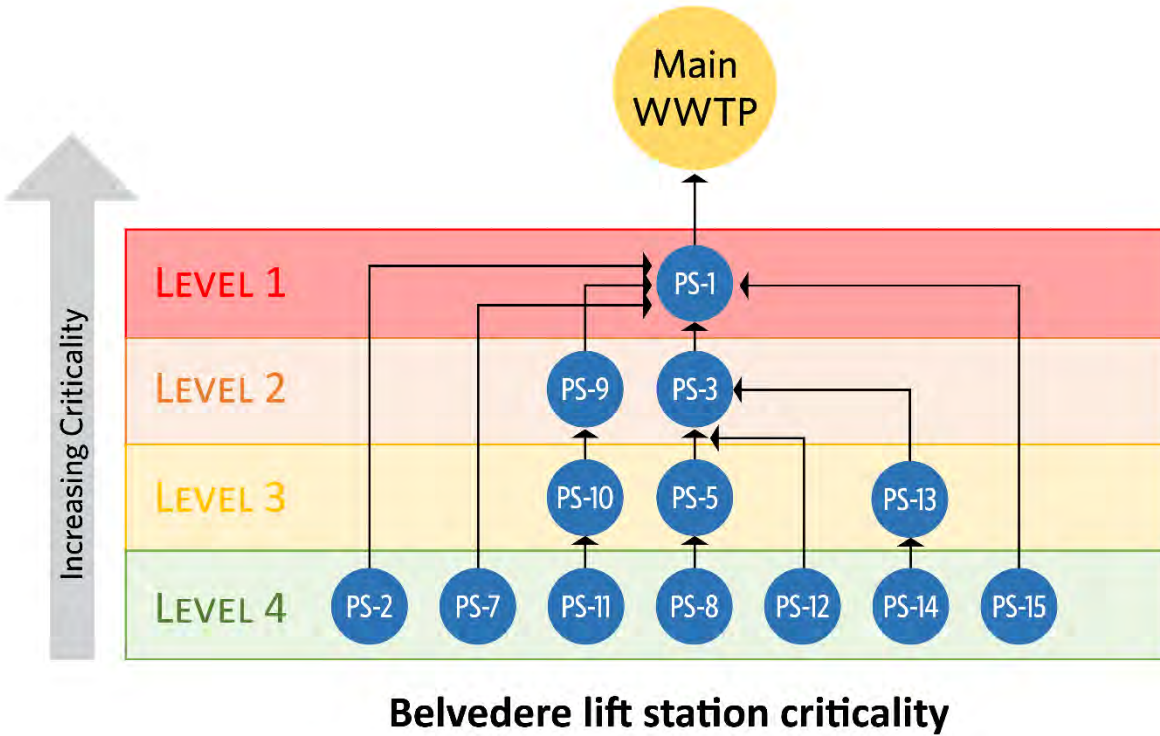 Main
WWTP
Increasing Criticality
LEVEL 1
PS-1
LEVEL 2
PS-9
PS-3
LEVEL 3
PS-10
PS-5
PS-13
LEVEL 4
PS-2
PS-7
PS-11
PS-8
PS-12
PS-14
PS-15
Belvedere lift station criticality